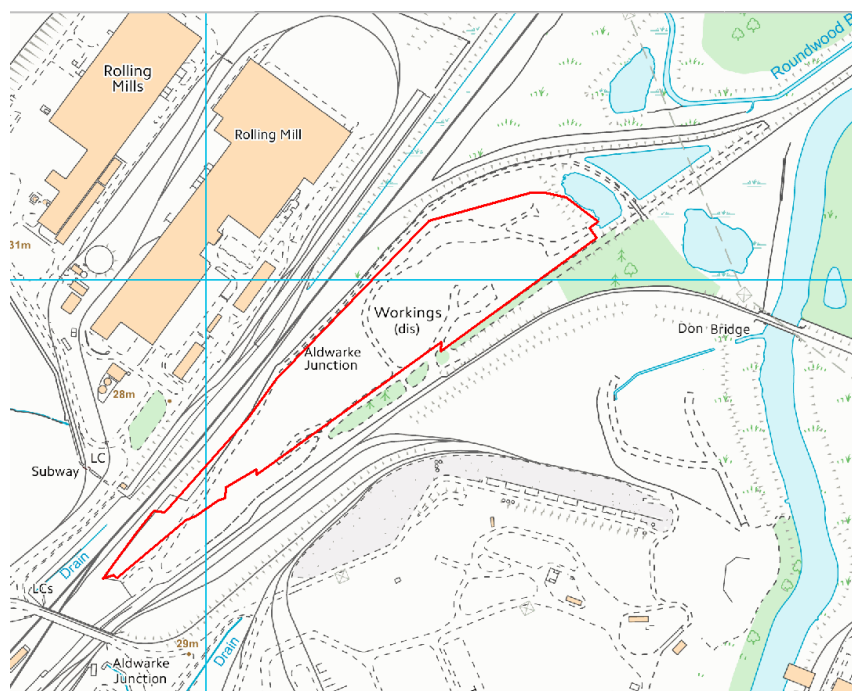 Roundwood B
Rolling
Mills
Rolling Mill
31m
Workings
(dis)
Don Bridge
Aldwarke
Junction
28m
LC
Subway
Drain
LCs
29m
Drain
Aldwarke
Junction